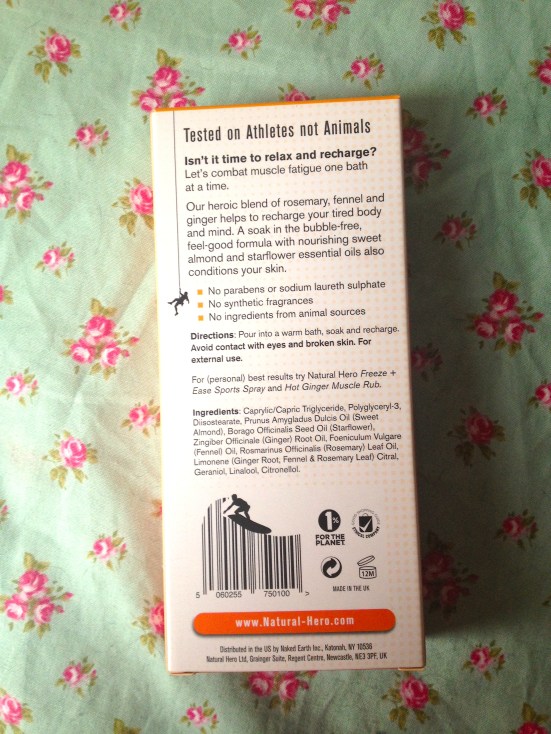 Tested on Athletes not Animals
Isn't it time to relax and recharge?
Let's combat muscle fatigue one bath
at a time.
Our heroic blend of rosemary, fennel and
ginger helps to recharge your tired body
and mind. A soak in the bubble-free,
feel-good formula with nourishing sweet
almond and starflower essential oils also
conditions your skin.
No parabens or sodium laureth sulphate
No synthetic fragrances
No ingredients from animal sources
Directions: Pour into a warm bath, soak and recharge.
Avoid contact with eyes and broken skin. For
external use.
For (personal) best results try Natural Hero Freeze +
Ease Sports Spray and Hot Ginger Muscle Rub.
Ingredients: Caprylic/Capric Triglyceride, Polyglyceryl-3,
Diisostearate, Prunus Amygladus Dulcis Oil (Sweet
Almond), Borago Officinalis Seed Oil (Starflower),
Zingiber Officinale (Ginger) Root Oil, Foeniculum Vulgare
(Fennel) Oil, Rosmarinus Officinalis (Rosemary) Leaf Oil,
Limonene (Ginger Root, Fennel & Rosemary Leaf) Citral,
Geraniol, Linalool, Citronellol.
1%
FOR THE
PLANET
ETHICAL COMPANY
12M
MADE IN THE UK
5 060255 750100 >
www.Natural-Hero.com
Distributed in the US by Naked Earth Inc., Katonah, NY 10536
Natural Hero Ltd, Grainger Suite, Regent Centre, Newcastle, NE3 3PF, UK